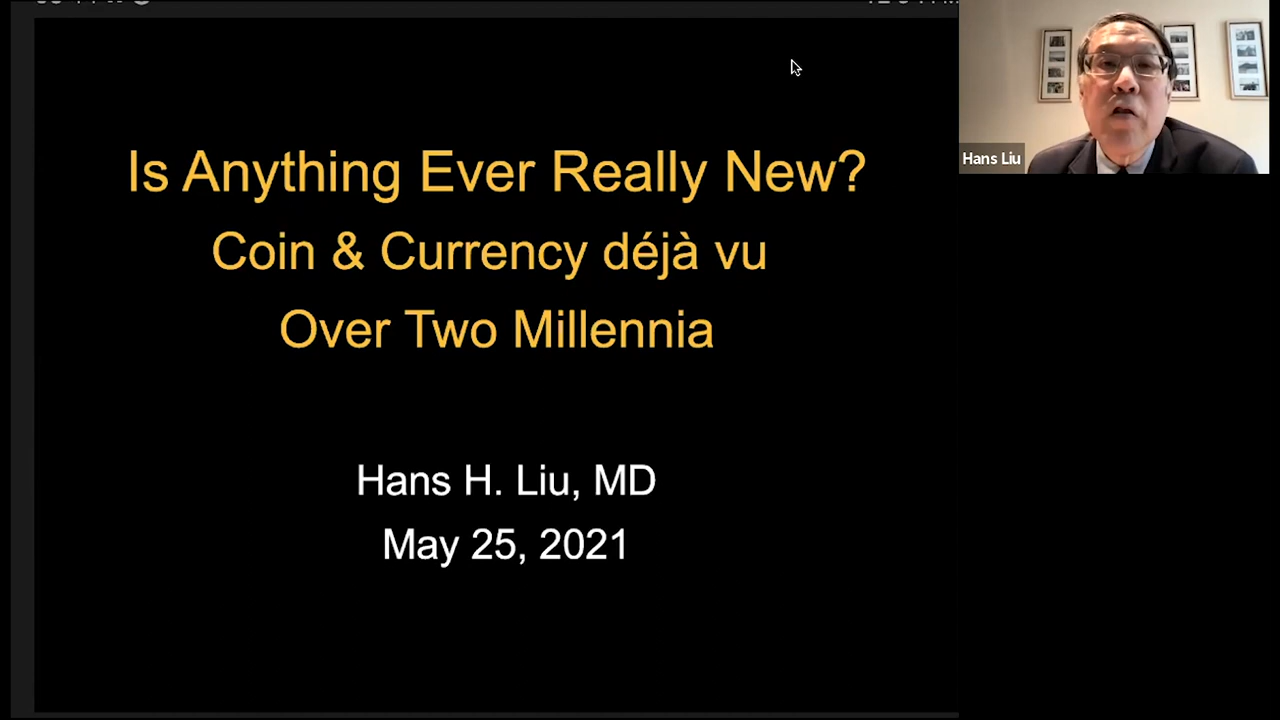 Is Anything Ever Really New?
Coin & Currency déjà vu
Over Two Millennia
Hans H. Liu, MD
May 25, 2021
Hans Liu